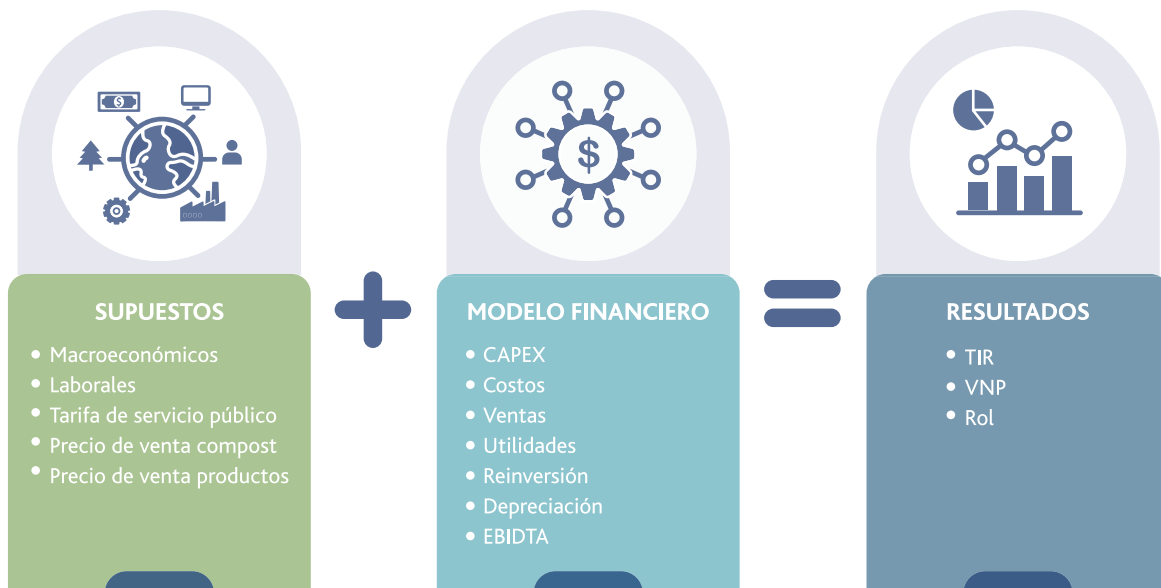 SUPUESTOS
Macroeconómicos
Laborales
Tarifa de servicio público
Precio de venta compost
Precio de venta productos
MODELO FINANCIERO
CAPEX
Costos
Ventas
Utilidades
Reinversión
Depreciación
EBIDTA
RESULTADOS
TIR
VNP
Rol